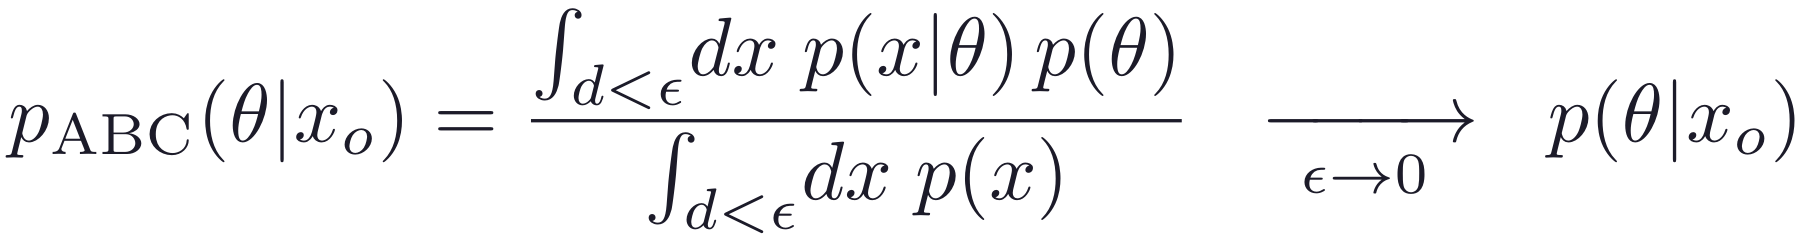 p_ABC(θ|x_o) = ∫_{d<ϵ} dx p(x|θ) p(θ) / ∫_{d<ϵ} dx p(x) ⟶_{ϵ→0} p(θ|x_o)